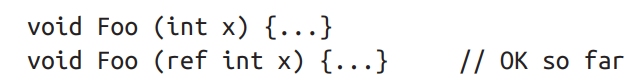 void Foo (int x) {...}
void Foo (ref int x) {...}     // OK so far